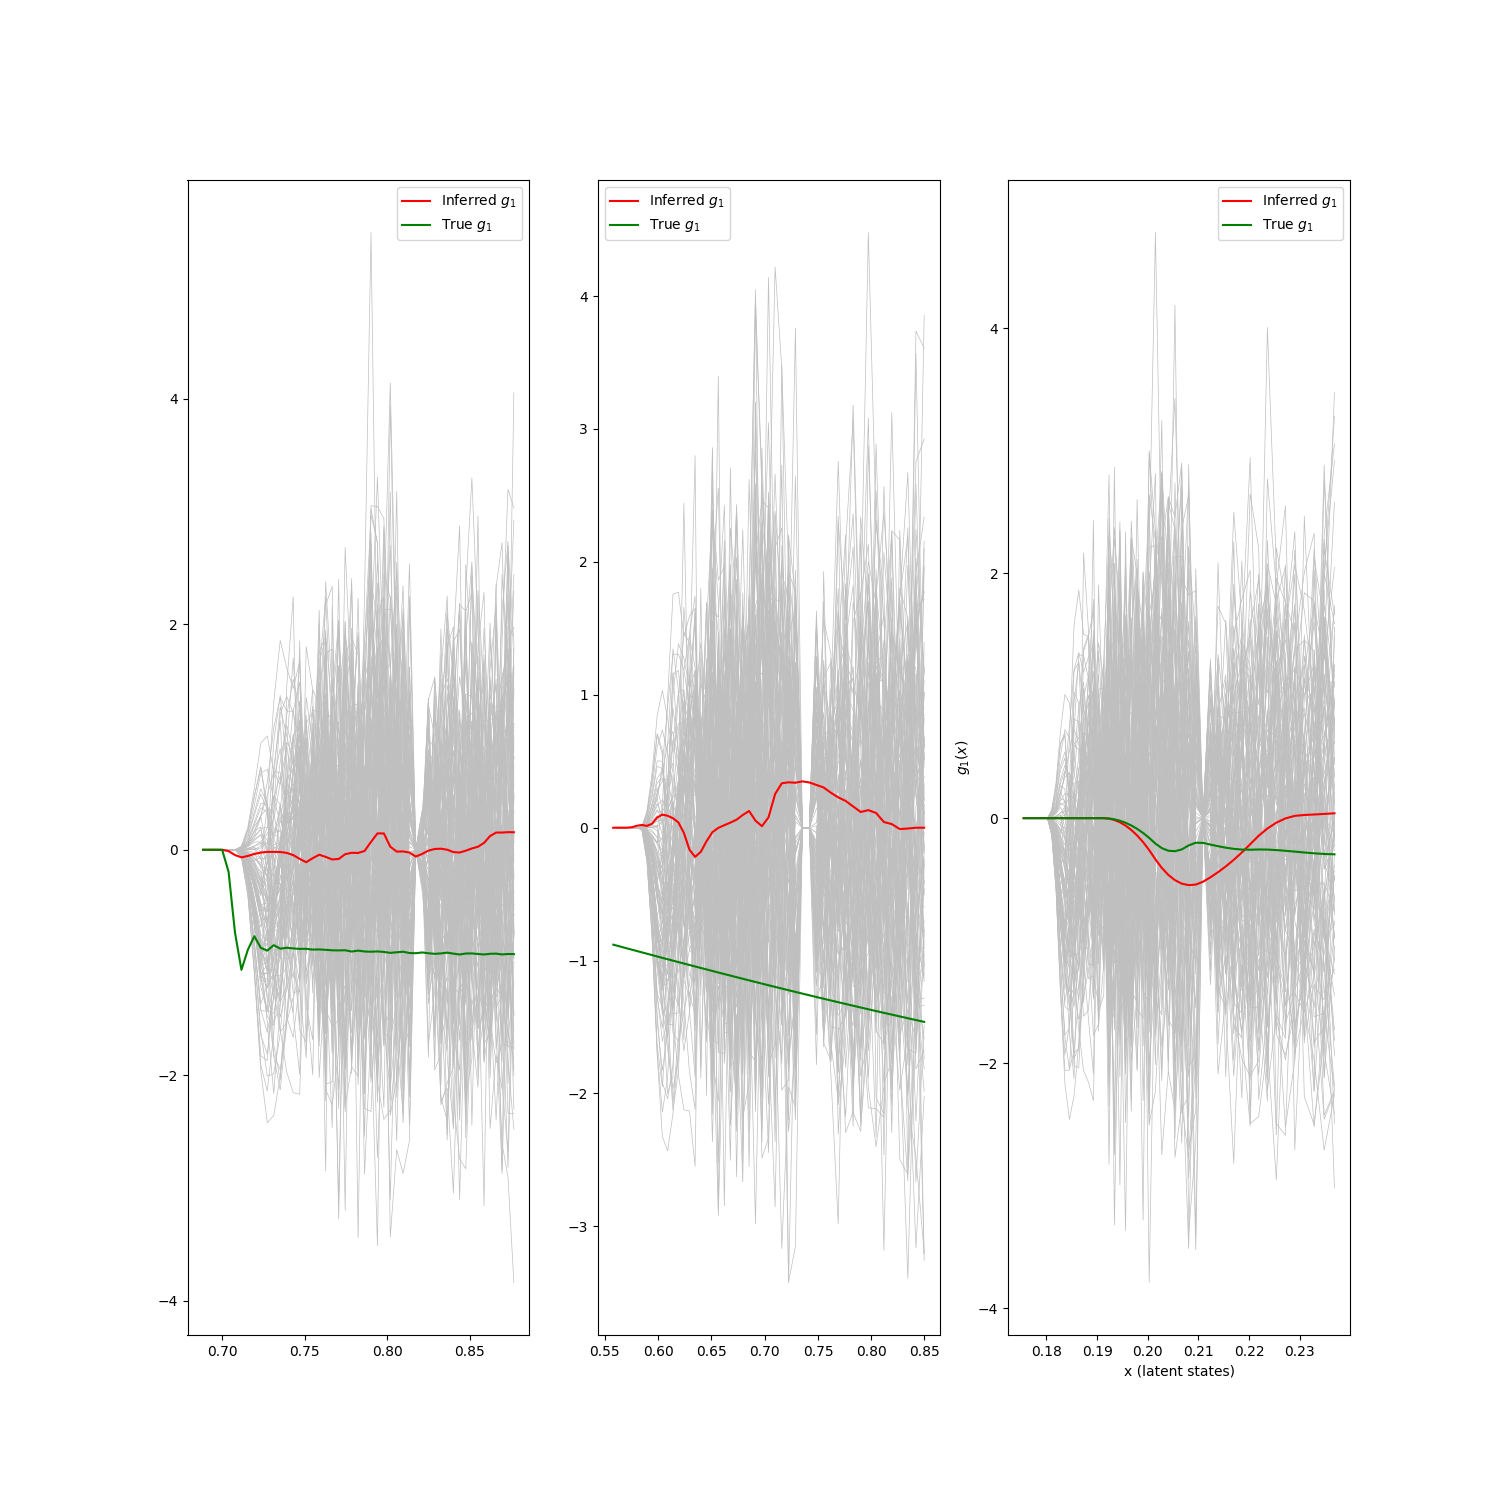 Inferred g₁
True g₁
4
2
0
−2
−4
0.70 0.75 0.80 0.85
Inferred g₁
True g₁
4
3
2
1
0
−1
−2
−3
0.55 0.60 0.65 0.70 0.75 0.80 0.85
Inferred g₁
True g₁
g₁(x)
4
2
0
−2
−4
0.18 0.19 0.20 0.21 0.22 0.23
x (latent states)